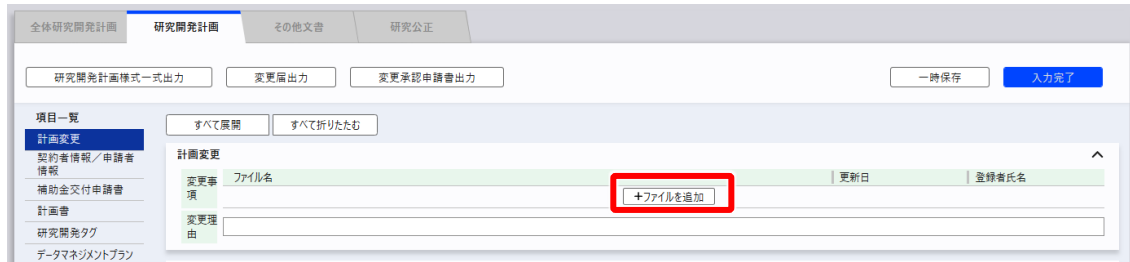 全体研究開発計画
研究開発計画
その他文書
研究公正
研究開発計画様式一式出力
変更届出力
変更承認申請書出力
一時保存
入力完了
項目一覧
計画変更
契約者情報／申請者
情報
補助金交付申請書
計画書
研究開発タグ
データマネジメントプラン
すべて展開
すべて折りたたむ
計画変更
変更事
項
ファイル名
更新日
登録者氏名
+ファイルを追加
変更理
由